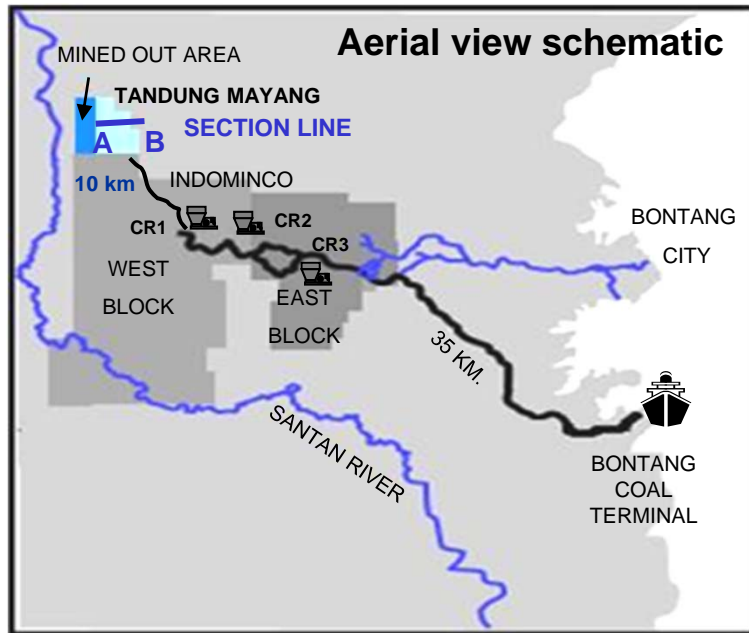 Aerial view schematic
MINED OUT AREA
TANDUNG MAYANG
A B SECTION LINE
10 km
INDOMINCO
CR1
CR2
CR3
WEST
BLOCK
EAST
BLOCK
BONTANG
CITY
35 KM.
SANTAN RIVER
BONTANG
COAL
TERMINAL